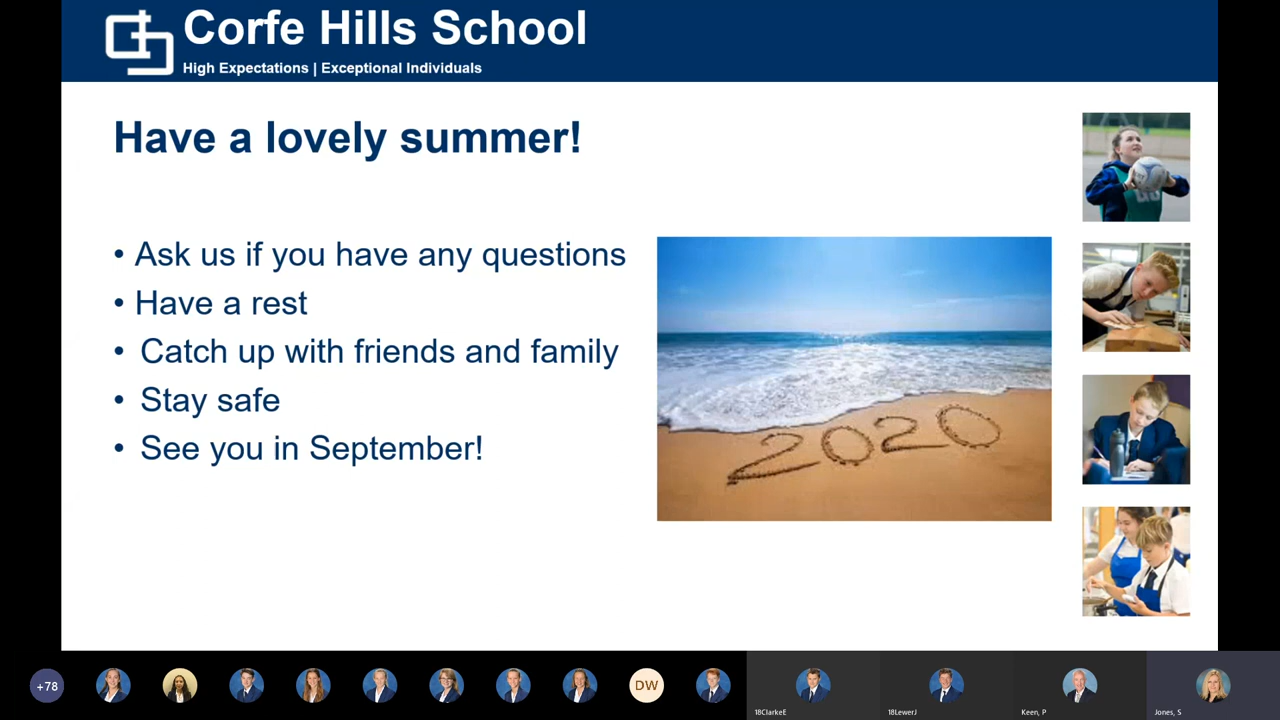 Corfe Hills School
High Expectations | Exceptional Individuals
Have a lovely summer!
• Ask us if you have any questions
• Have a rest
• Catch up with friends and family
• Stay safe
• See you in September!
2020
+78
DW
18ClarkeE
18LewerJ
Keen, P
Jones, S